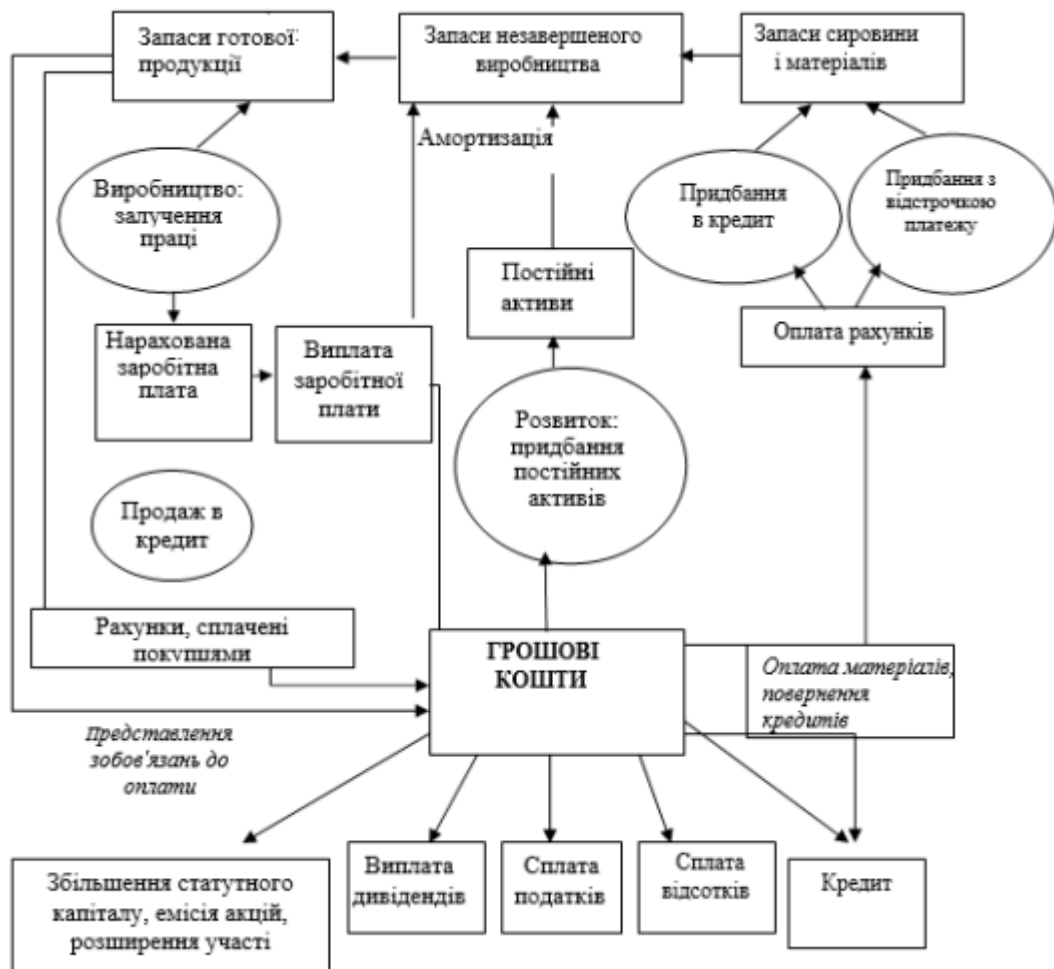 Запаси готової:
продукції
Запаси незавершеного
виробництва
Запаси сировини
і матеріалів
Амортизація
Виробництво:
залучення
праці
Придбання
в кредит
Придбання з
відстрочкою
платежу
Постійні
активи
Оплата рахунків
Нарахована
заробітна
плата
Виплата
заробітної
плати
Розвиток:
придбання
постійних
активів
Продаж в
кредит
Рахунки, сплачені
покупцями
ГРОШОВІ
КОШТИ
Оплата матеріалів,
повернення
кредитів
Представлення
зобов'язань до
оплати
Збільшення статутного
капіталу, емісія акцій,
розширення участі
Виплата
дивідендів
Сплата
податків
Сплата
відсотків
Кредит